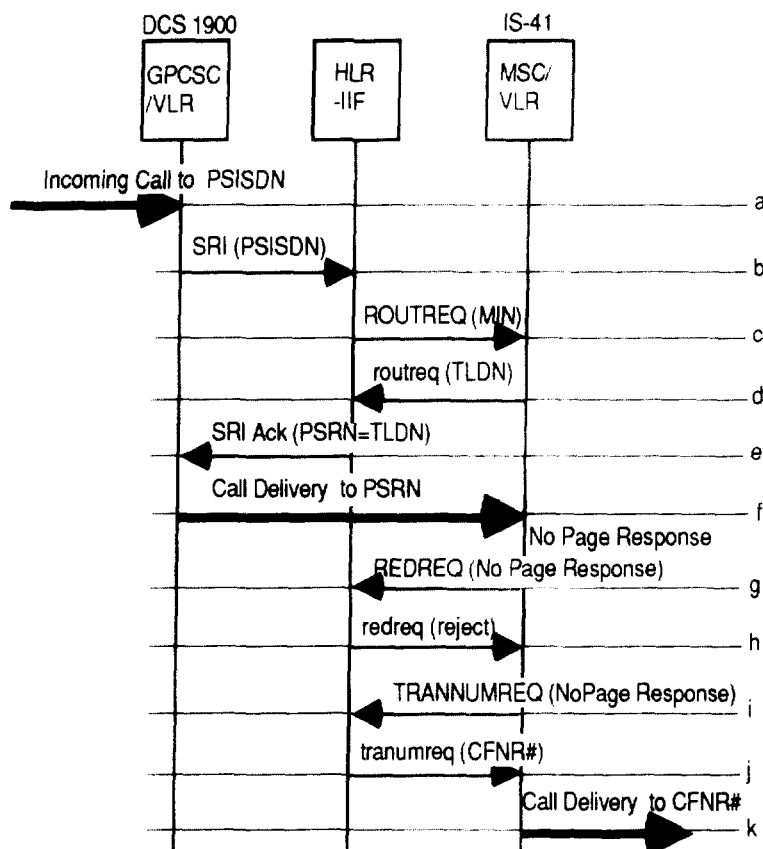 DCS 1900
IS-41
GPCSC
/VLR
HLR
-IIF
MSC/
VLR
Incoming Call to PSISDN
a
SRI (PSISDN)
b
ROUTREQ (MIN)
c
routreq (TLDN)
d
SRI Ack (PSRN=TLDN)
e
Call Delivery to PSRN
f
No Page Response
REDREQ (No Page Response)
g
redreq (reject)
h
TRANNUMREQ (NoPage Response)
i
tranumreq (CFNR#)
j
Call Delivery to CFNR#
k